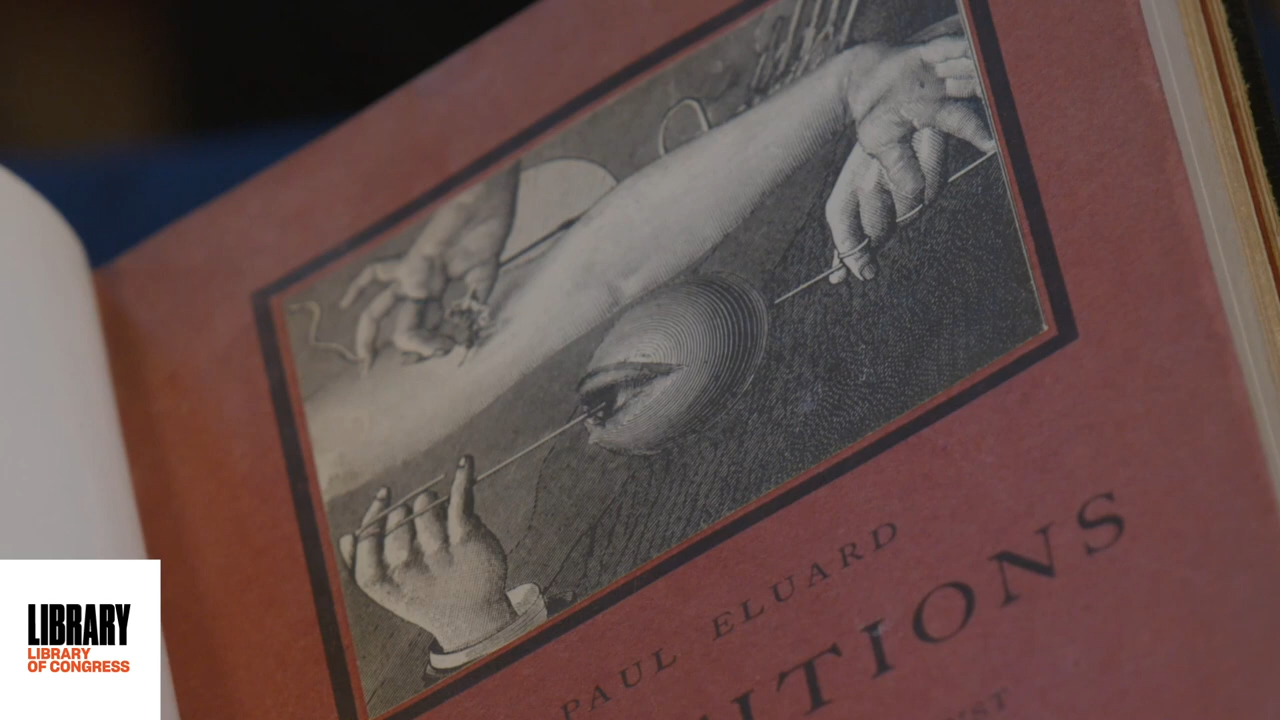 PAUL ELUARD
ITIONS
LIBRARY
LIBRARY
OF CONGRESS